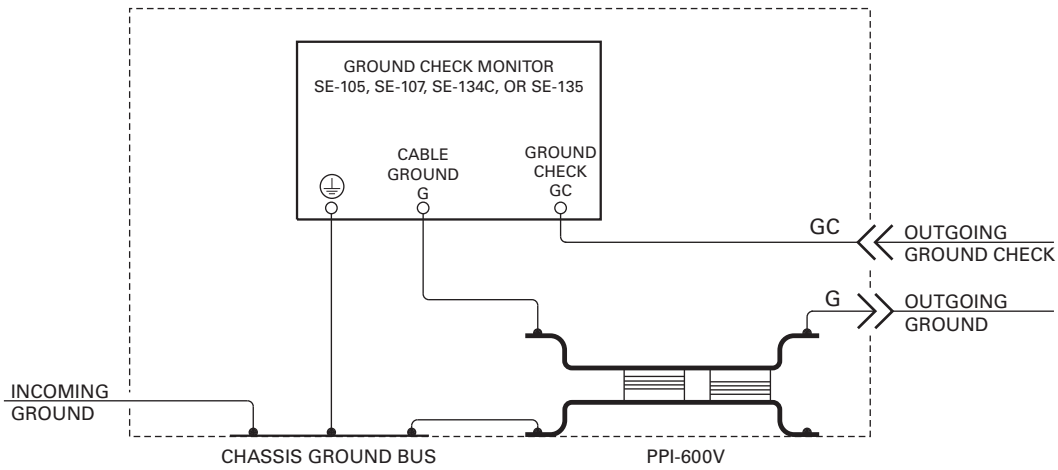 GROUND CHECK MONITOR
SE-105, SE-107, SE-134C, OR SE-135
CABLE
GROUND
G
GROUND
CHECK
GC
GC
OUTGOING
GROUND CHECK
G
OUTGOING
GROUND
INCOMING
GROUND
CHASSIS GROUND BUS
PPI-600V